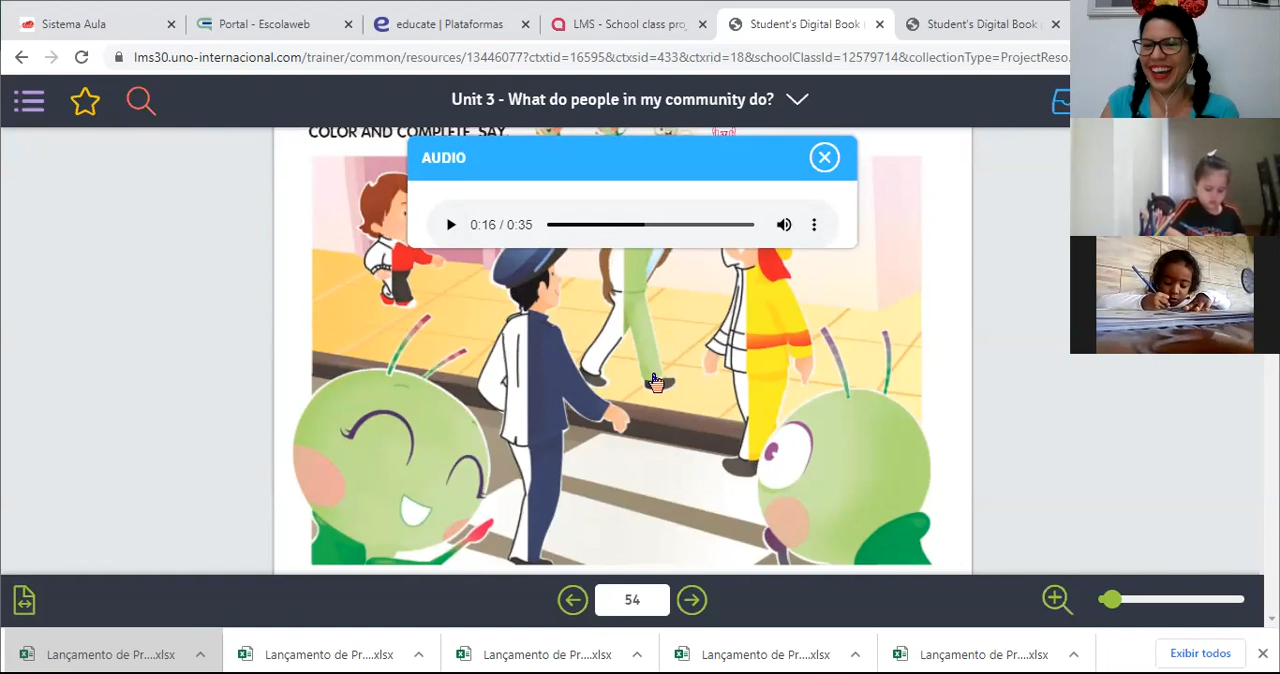 Sistema Aula
Portal - Escolaweb
educate | Plataformas
LMS - School class pro
Student's Digital Book
Student's Digital Book
lms30.uno-internacional.com/trainer/common/resource/13446077?ctxtid=16595&ctxsid=433&ctxrid=18&schoolClassId=12579714&collectionType=ProjectReso...
Unit 3 - What do people in my community do?
COLOR AND COMPLETE. SAY.
AUDIO
0:16 / 0:35
54
Lançamento de Pr....xlsx
Lançamento de Pr....xlsx
Lançamento de Pr....xlsx
Lançamento de Pr....xlsx
Lançamento de Pr....xlsx
Exibir todos